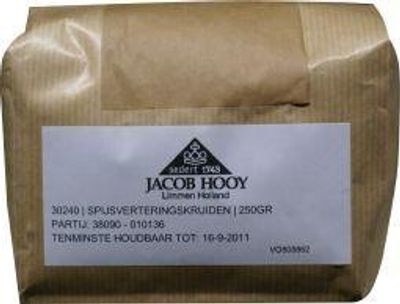 sedert 1743
JACOB HOOY
Limmen Holland
30240 | SPIJSVERTERINGSKRUIDEN | 250GR
PARTIJ: 38090 - 010136
TENMINSTE HOUDBAAR TOT: 16-9-2011